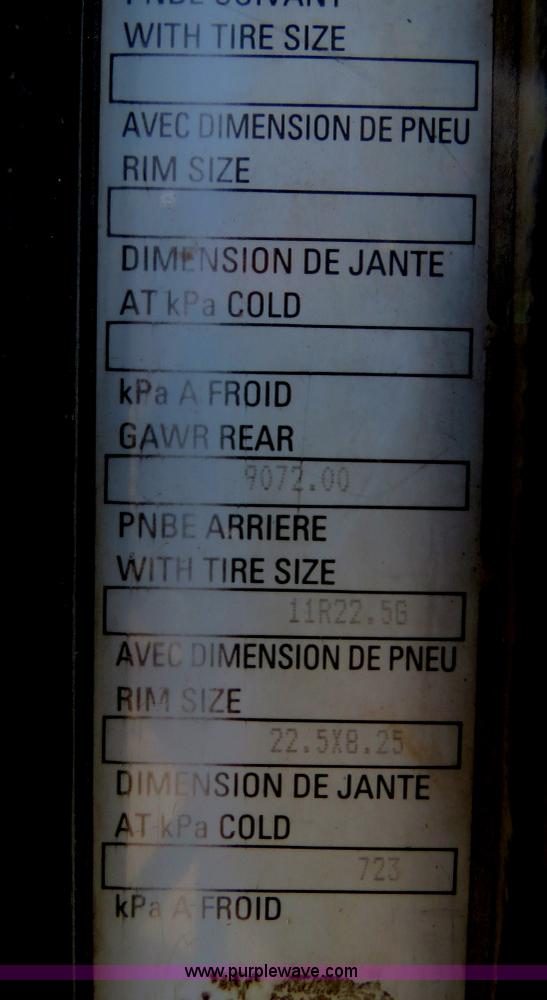 PNBE SUIVANT
WITH TIRE SIZE
AVEC DIMENSION DE PNEU
RIM SIZE
DIMENSION DE JANTE
AT kPa COLD
kPa A FROID
GAWR REAR
9072.00
PNBE ARRIERE
WITH TIRE SIZE
11R22.5G
AVEC DIMENSION DE PNEU
RIM SIZE
22.5X8.25
DIMENSION DE JANTE
AT kPa COLD
723
kPa A FROID
www.purplewave.com